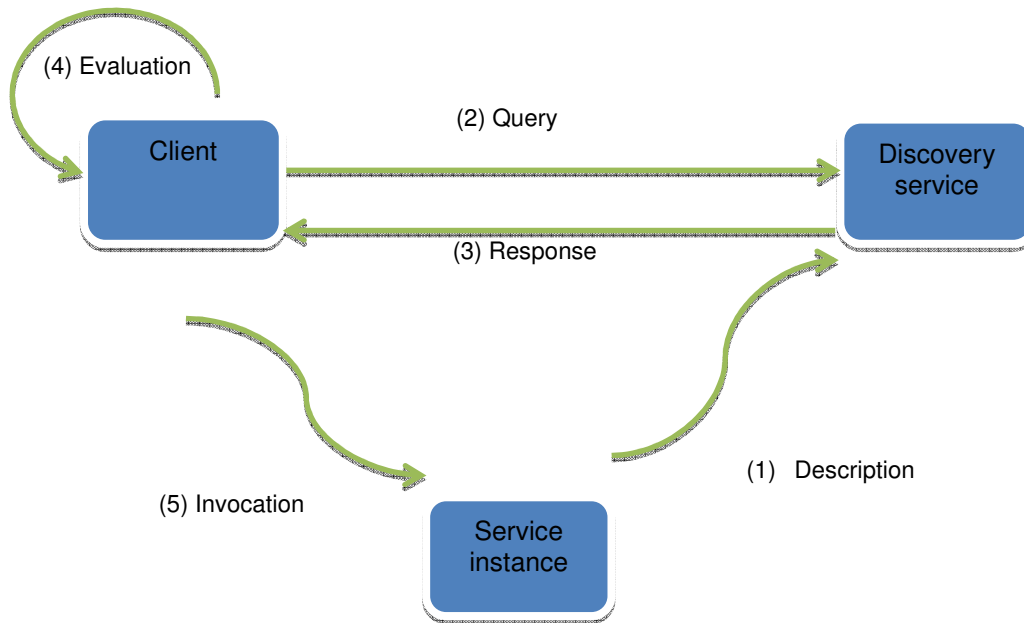 (4) Evaluation
(2) Query
Client
Discovery
service
(3) Response
(1) Description
(5) Invocation
Service
instance